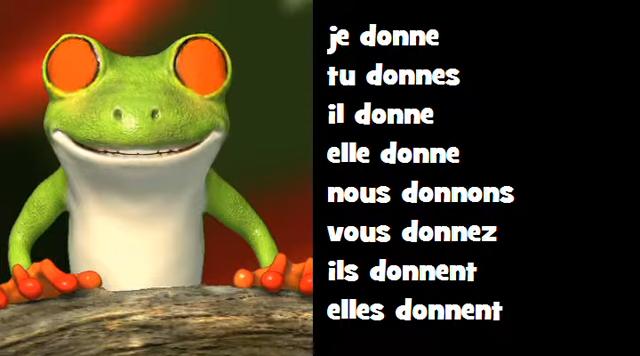 je donne
tu donnes
il donne
elle donne
nous donnons
vous donnez
ils donnent
elles donnent